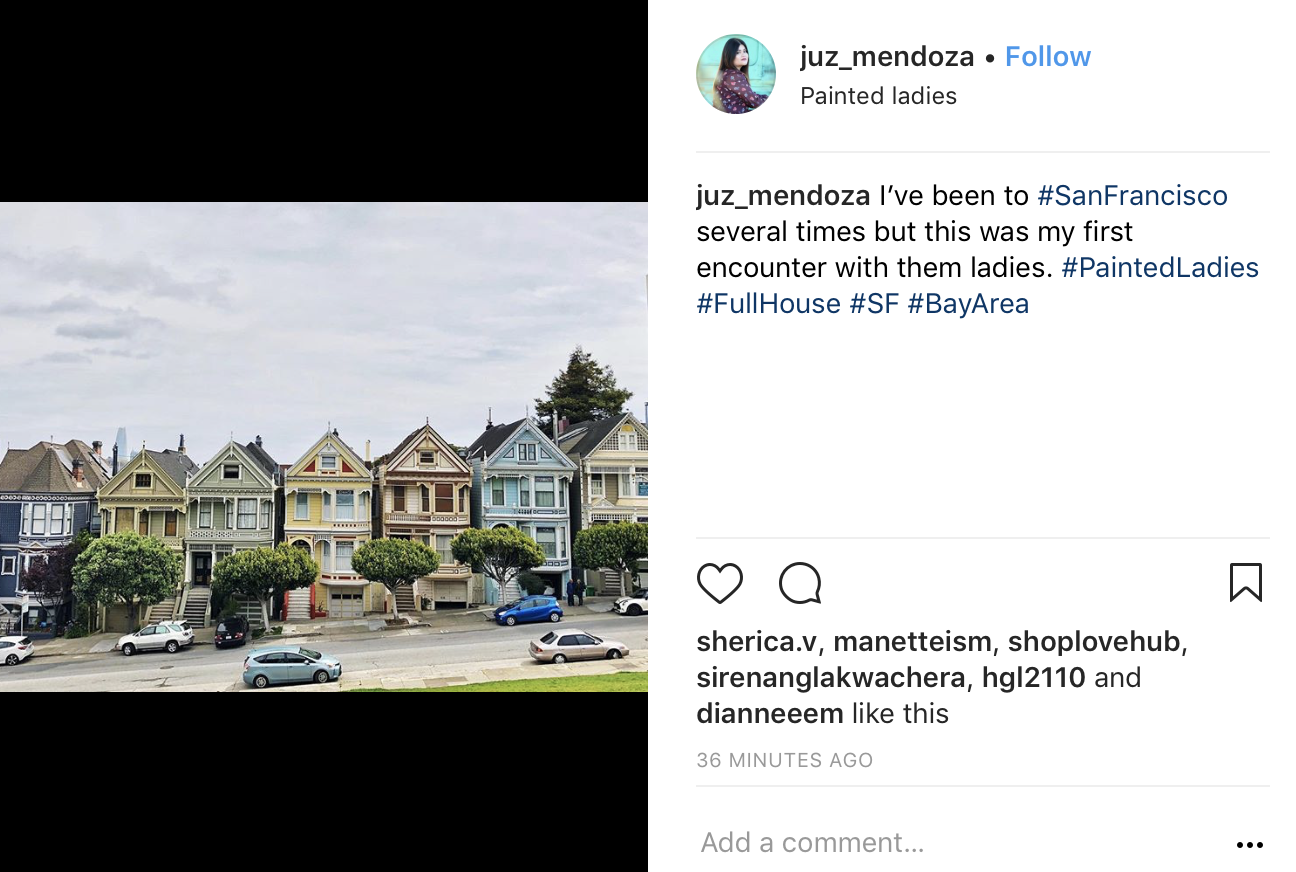 juz_mendoza • Follow
Painted ladies
juz_mendoza I’ve been to #SanFrancisco
several times but this was my first
encounter with them ladies. #PaintedLadies
#FullHouse #SF #BayArea
sherica.v, manetteism, shoplovehub,
sirenanglakwachera, hgl2110 and
dianneeem like this
36 MINUTES AGO
Add a comment...